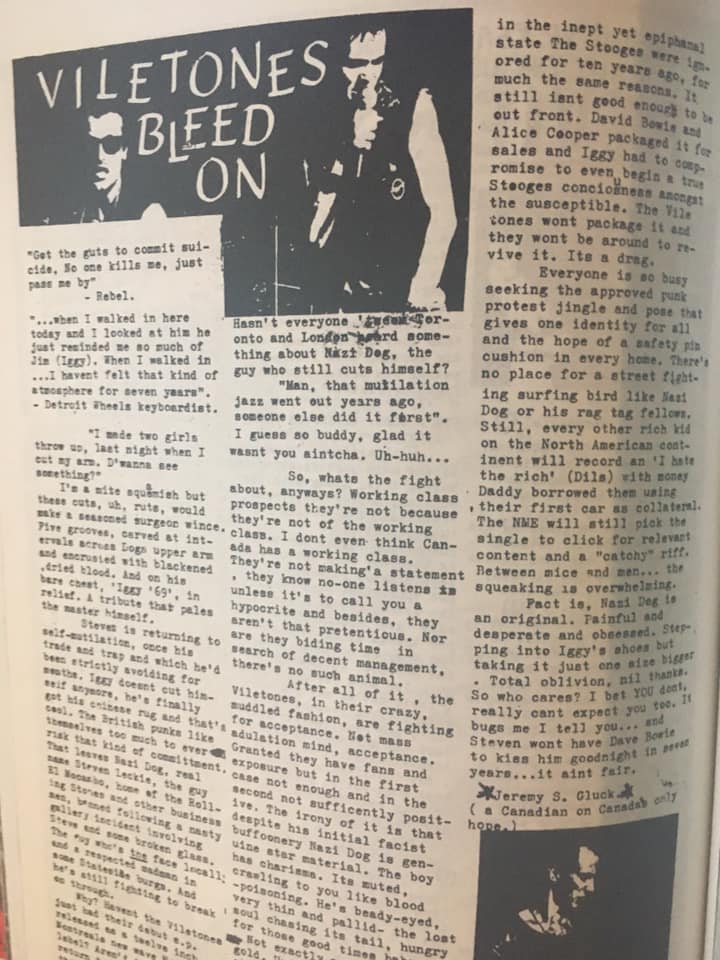 VILETONES
BLEED
ON
"Got the guts to commit sui-
cide, No one kills me, just
pass me by"
- Rebel.
"...when I walked in here
today and I looked at him he
just reminded me so much of
Jim (Iggy). When I walked in
...I havent felt that kind of
atmosphere for seven years".
- Detroit Wheels keyboardist.
"I made two girls
throw up, last night when I
cut my arm. D'wanna see
something?"
I'm a mite squamish but
these cuts, uh, ruts, would
make a seasoned surgeon wince.
Five grooves, carved at int-
ervals across Dogs upper arm
and encrusted with blackened
,dried blood. And on his
bare chest, 'Iggy '69', in
relief. A tribute that pales
the master himself.
Steven is returning to
self-mutilation, once his
trade and trap and which he'd
been strictly avoiding for
months. Iggy doesnt cut him-
self anymore, he's finally
got his chinese rug and that's
cool. The British punks like
themselves too much to ever
risk that kind of commitment.
That leaves Nazi Dog, real
name Steven Leckie, the guy
El Mocambo, home of the Roll-
ing Stones and other business
men, banned following a nasty
gallery incident involving
Steve and some broken glass.
The guy who's the face locally
and a respected madman in
some Stateside burgs. And
he's still fighting to break
on through.
Why? Havent the Viletones
just had their debut e.p.
released as a twelve inch
Montreals new wave
label? Aren't
Hasn't everyone 'tween Tor-
onto and London heard some-
thing about Nazi Dog, the
guy who still cuts himself?
"Man, that mutilation
jazz went out years ago,
someone else did it first".
I guess so buddy, glad it
wasnt you aintcha. Uh-huh...
So, whats the fight
about, anyways? Working class
prospects they're not because
they're not of the working
class. I dont even think Can-
ada has a working class.
They're not making'a statement
, they know no-one listens is
unless it's to call you a
hypocrite and besides, they
aren't that pretentious. Nor
are they biding time in
search of decent management,
there's no such animal.
After all of it , the
Viletones, in their crazy,
muddled fashion, are fighting
for acceptance. Not mass
adulation mind, acceptance.
Granted they have fans and
exposure but in the first
case not enough and in the
second not sufficently posit-
ive. The irony of it is that
despite his initial facist
buffoonery Nazi Dog is gen-
uine star material. The boy
has charisma. Its muted,
crawling to you like blood
-poisoning. He's beady-eyed,
very thin and pallid- the lost
soul chasing its tail, hungry
for those good times
Not exactly
gold.
in the inept yet epiphanal
state The Stooges were ign-
ored for ten years ago, for
much the same reasons. It
still isnt good enough to be
out front. David Bowie and
Alice Cooper packaged it for
sales and Iggy had to comp-
romise to even begin a true
Stooges conciouness amongst
the susceptible. The Vile
tones wont package it and
they wont be around to re-
vive it. Its a drag.
Everyone is so busy
seeking the approved punk
protest jingle and pose that
gives one identity for all
and the hope of a safety pin
cushion in every home. There's
no place for a street fight-
ing surfing bird like Nazi
Dog or his rag tag fellows.
Still, every other rich kid
on the North American cont-
inent will record an 'I hate
the rich' (Dils) with money
Daddy borrowed them using
their first car as collateral.
The NME will still pick the
single to click for relevant
content and a "catchy" riff.
Between mice and men... the
squeaking is overwhelming.
Fact is, Nazi Dog is
an original. Painful and
desperate and obsessed. Step-
ping into Iggy's shoes but
taking it just one size bigger
. Total oblivion, nil thanks.
So who cares? I bet YOU dont,
really cant expect you too. It
bugs me I tell you... and
Steven wont have Dave Bowie
to kiss him goodnight in seven
years...it aint fair.
Jeremy S. Gluck
( a Canadian on Canadas only
hope.)